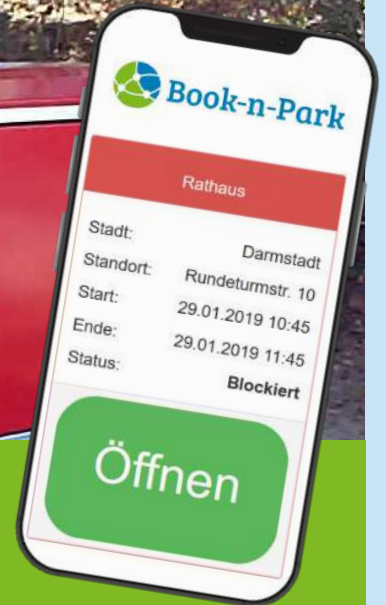 Book-n-Park
Rathaus
Stadt: Darmstadt
Standort: Rundeturmstr. 10
Start: 29.01.2019 10:45
Ende: 29.01.2019 11:45
Status: Blockiert
Öffnen